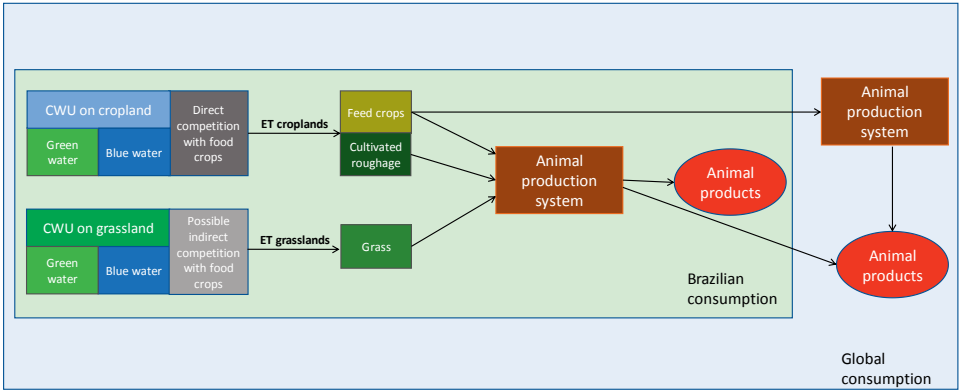 CWU on cropland
Green
water
Blue water
Direct
competition
with food
crops
ET croplands
Feed crops
Cultivated
roughage
Animal
production
system
Animal
products
Animal
production
system
CWU on grassland
Green
water
Blue water
Possible
indirect
competition
with food
crops
ET grasslands
Grass
Animal
products
Brazilian
consumption
Global
consumption